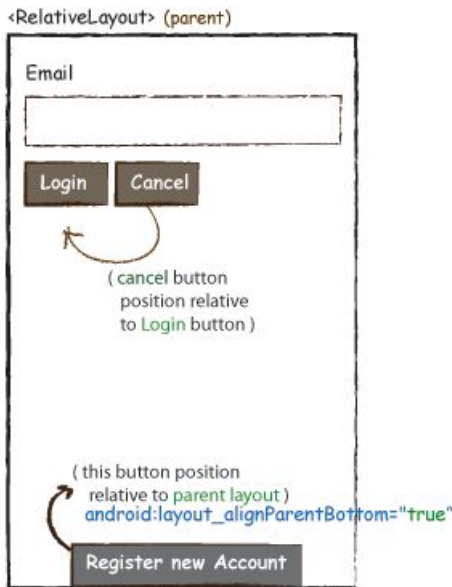 <RelativeLayout> (parent)
Email
Login Cancel
( cancel button
position relative
to Login button )
( this button position
relative to parent layout )
android:layout_alignParentBottom="true"
Register new Account